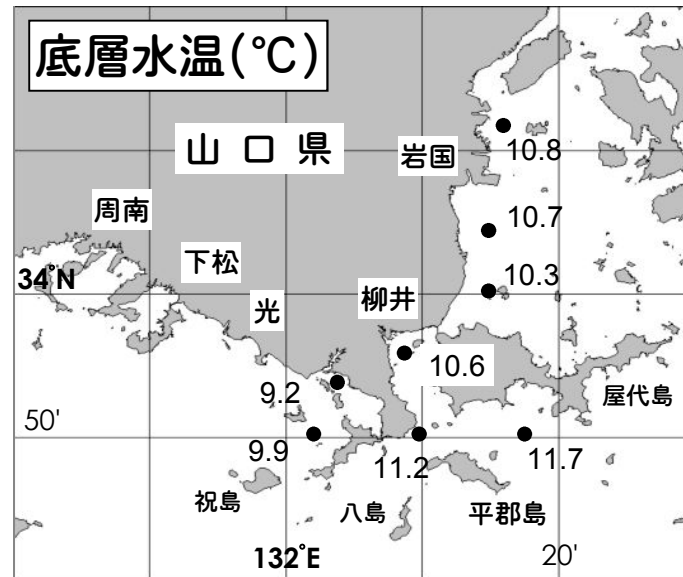 底層水温(℃)
山口県
岩国
10.8
周南
10.7
下松
34°N
10.3
光
柳井
10.6
9.2
屋代島
50'
9.9
11.2
11.7
祝島
八島
平郡島
132°E
20'